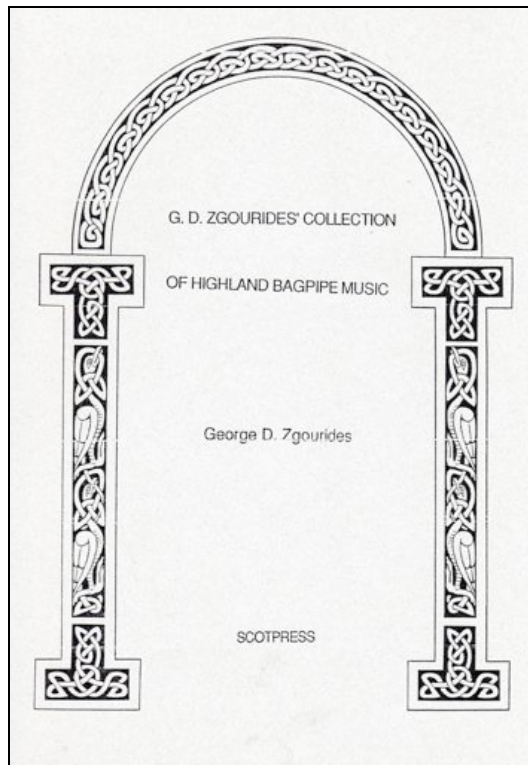 G. D. ZGOURIDES' COLLECTION
OF HIGHLAND BAGPIPE MUSIC
George D. Zgourides
SCOTPRESS